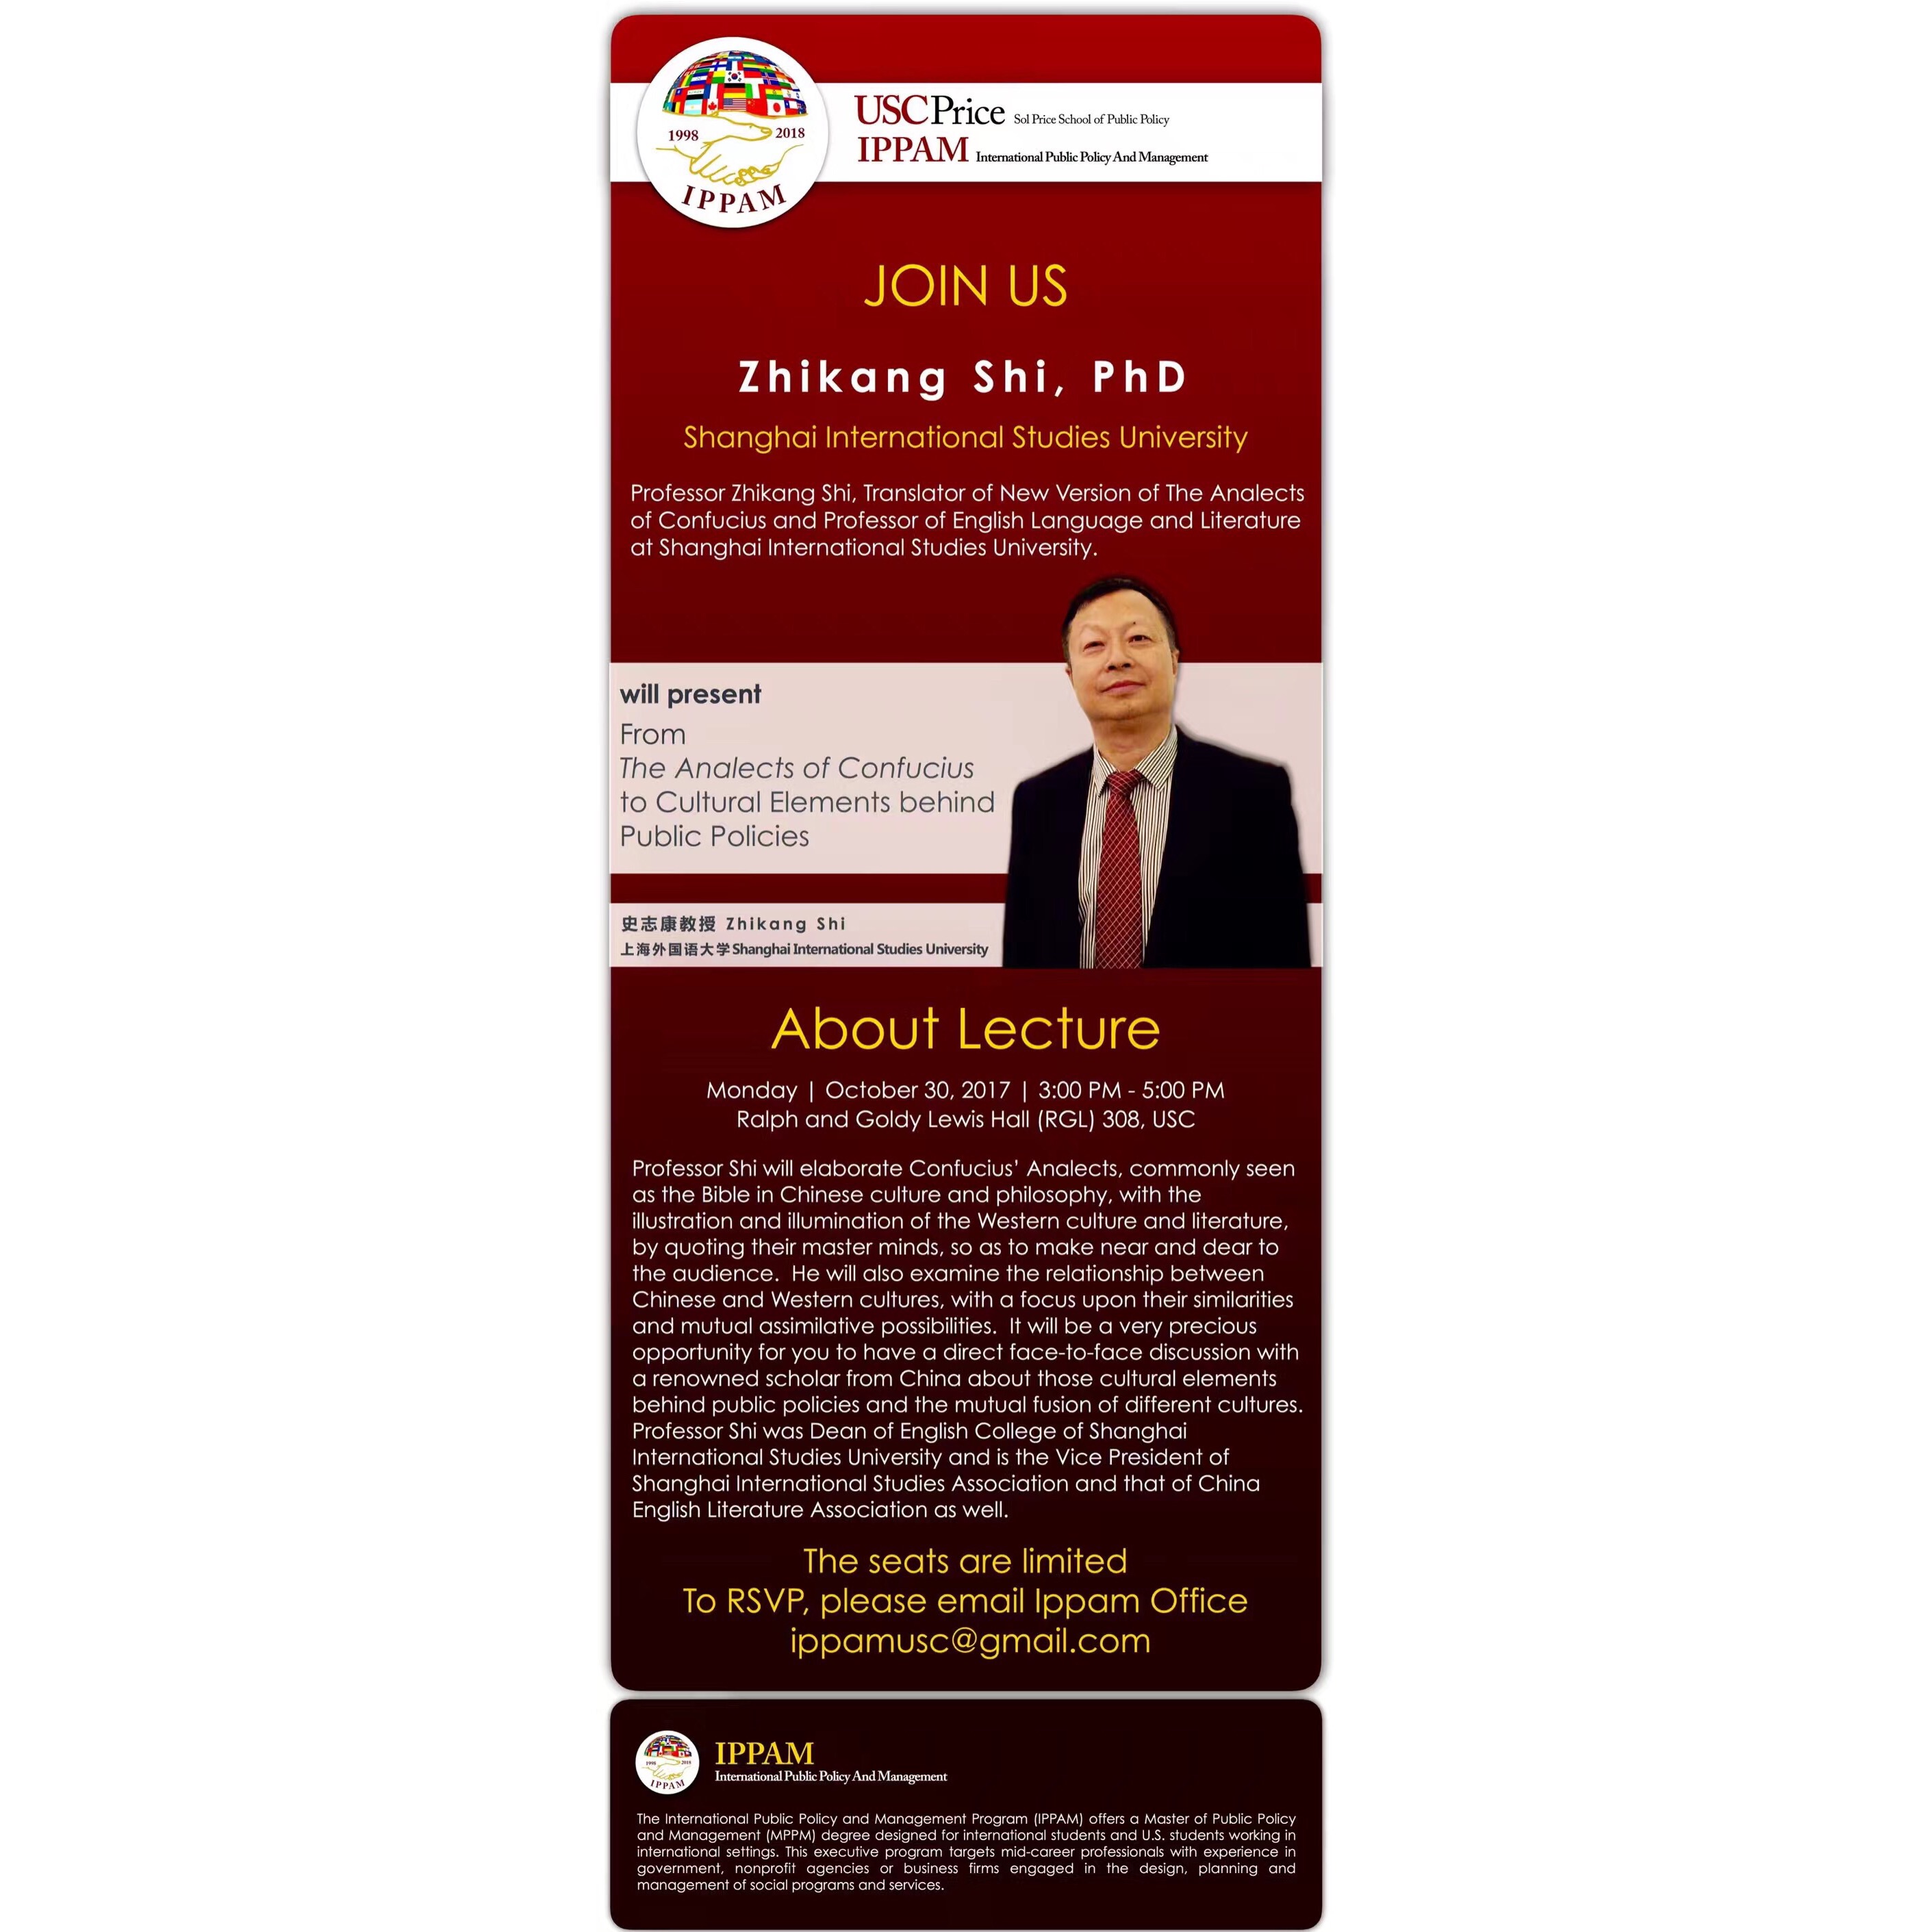 1998 2018
IPPAM
USCPrice Sol Price School of Public Policy
IPPAM International Public Policy And Management
JOIN US
Zhikang Shi, PhD
Shanghai International Studies University
Professor Zhikang Shi, Translator of New Version of The Analects
of Confucius and Professor of English Language and Literature
at Shanghai International Studies University.
will present
From
The Analects of Confucius
to Cultural Elements behind
Public Policies
史志康教授 Zhikang Shi
上海外国语大学Shanghai International Studies University
About Lecture
Monday | October 30, 2017 | 3:00 PM - 5:00 PM
Ralph and Goldy Lewis Hall (RGL) 308, USC
Professor Shi will elaborate Confucius’ Analects, commonly seen
as the Bible in Chinese culture and philosophy, with the
illustration and illumination of the Western culture and literature,
by quoting their master minds, so as to make near and dear to
the audience.  He will also examine the relationship between
Chinese and Western cultures, with a focus upon their similarities
and mutual assimilative possibilities.  It will be a very precious
opportunity for you to have a direct face-to-face discussion with
a renowned scholar from China about those cultural elements
behind public policies and the mutual fusion of different cultures.
Professor Shi was Dean of English College of Shanghai
International Studies University and is the Vice President of
Shanghai International Studies Association and that of China
English Literature Association as well.
The seats are limited
To RSVP, please email Ippam Office
ippamusc@gmail.com
1998 2018
IPPAM
IPPAM
International Public Policy And Management
The International Public Policy and Management Program (IPPAM) offers a Master of Public Policy
and Management (MPPM) degree designed for international students and U.S. students working in
international settings. This executive program targets mid-career professionals with experience in
government, nonprofit agencies or business firms engaged in the design, planning and
management of social programs and services.